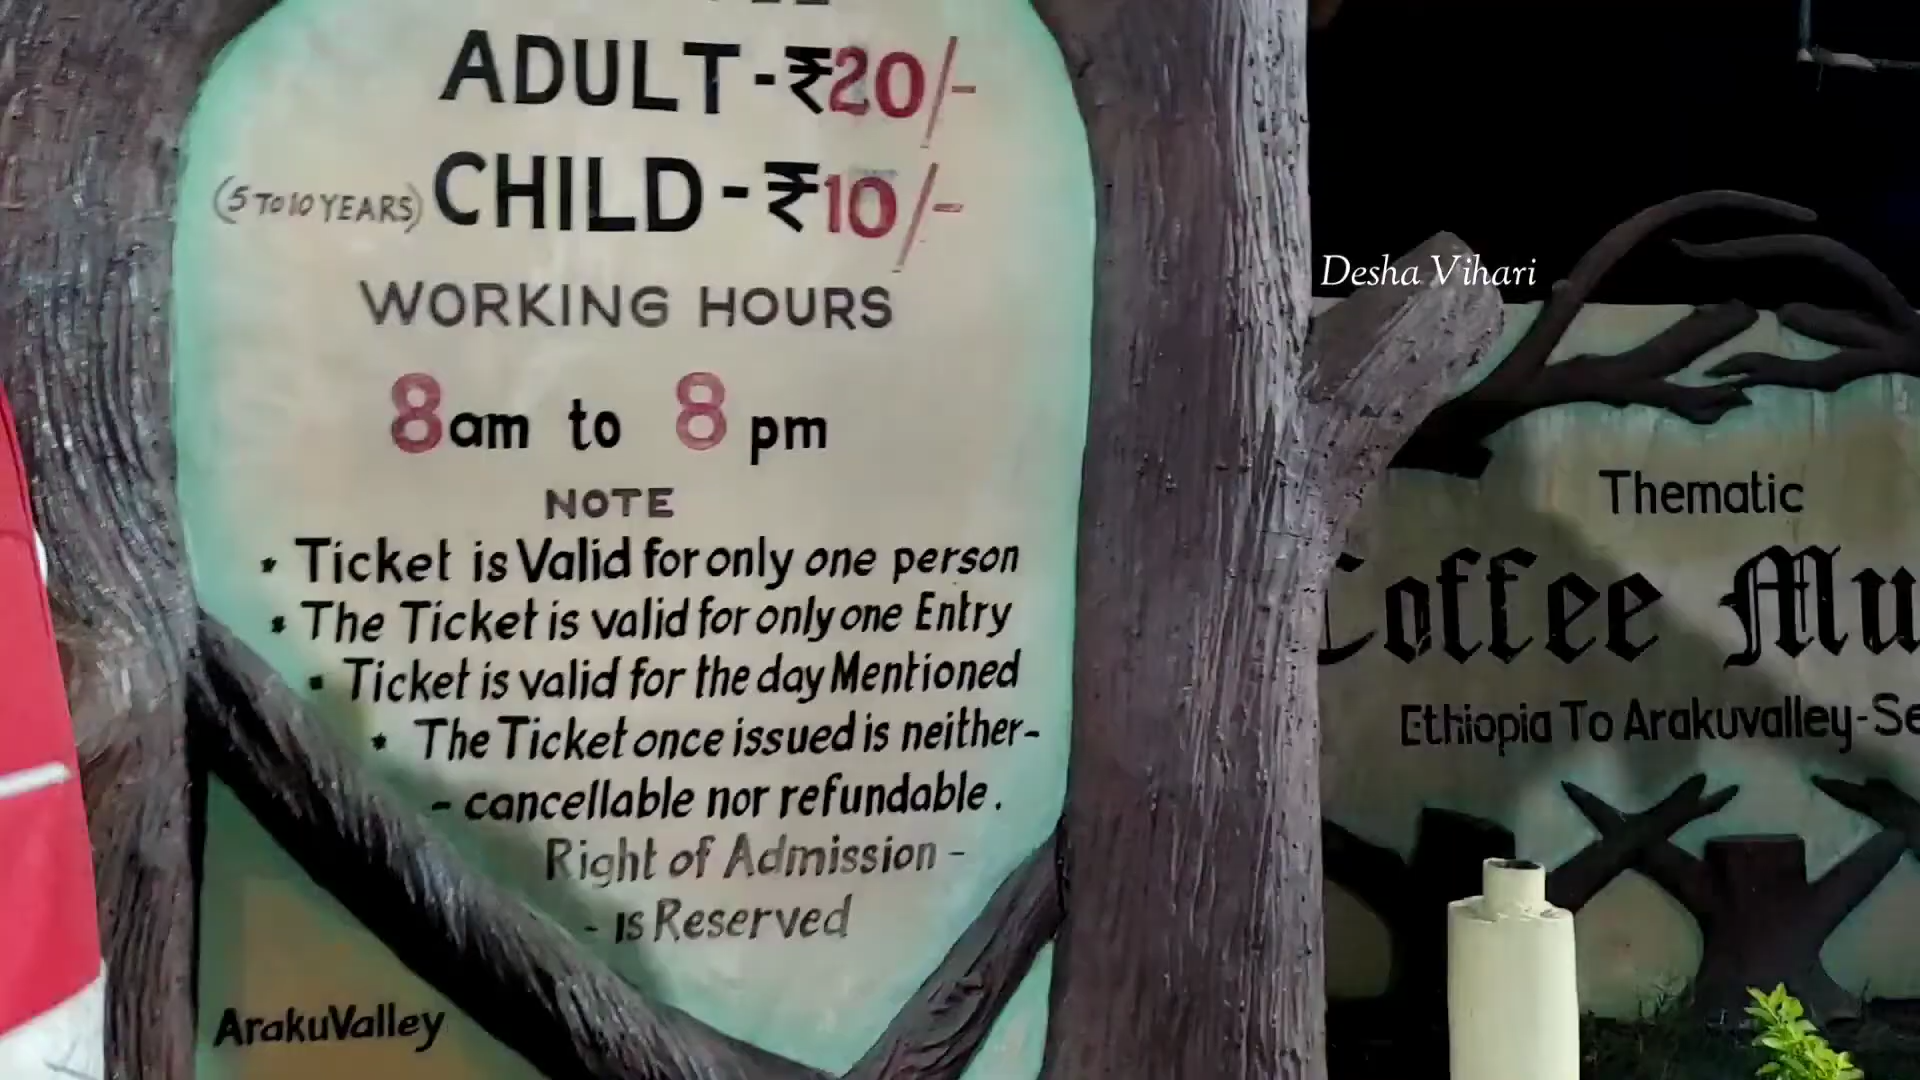 ADULT - ₹20/-
(5 TO 10 YEARS) CHILD - ₹10/-
WORKING HOURS
8am to 8 pm
NOTE
• Ticket is Valid for only one person
• The Ticket is valid for only one Entry
• Ticket is valid for the day Mentioned
• The Ticket once issued is neither-
- cancellable nor refundable.
Right of Admission -
- is Reserved
ArakuValley
Desha Vihari
Thematic
Coffee Mu
Ethiopia To Arakuvalley-Se